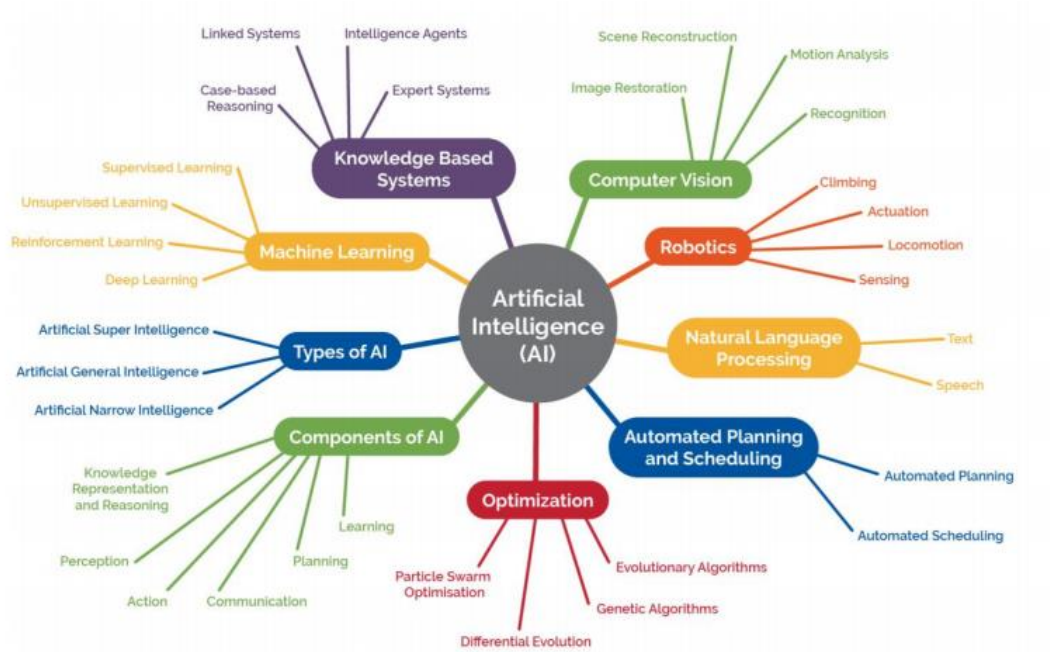 Linked Systems
Intelligence Agents
Case-based
Reasoning
Expert Systems
Knowledge Based
Systems
Scene Reconstruction
Motion Analysis
Image Restoration
Recognition
Computer Vision
Supervised Learning
Unsupervised Learning
Reinforcement Learning
Deep Learning
Machine Learning
Climbing
Actuation
Locomotion
Sensing
Robotics
Artificial
Intelligence
(AI)
Artificial Super Intelligence
Artificial General Intelligence
Artificial Narrow Intelligence
Types of AI
Natural Language
Processing
Text
Speech
Components of AI
Knowledge
Representation
and Reasoning
Perception
Action
Communication
Planning
Learning
Optimization
Particle Swarm
Optimisation
Differential Evolution
Genetic Algorithms
Evolutionary Algorithms
Automated Planning
and Scheduling
Automated Planning
Automated Scheduling